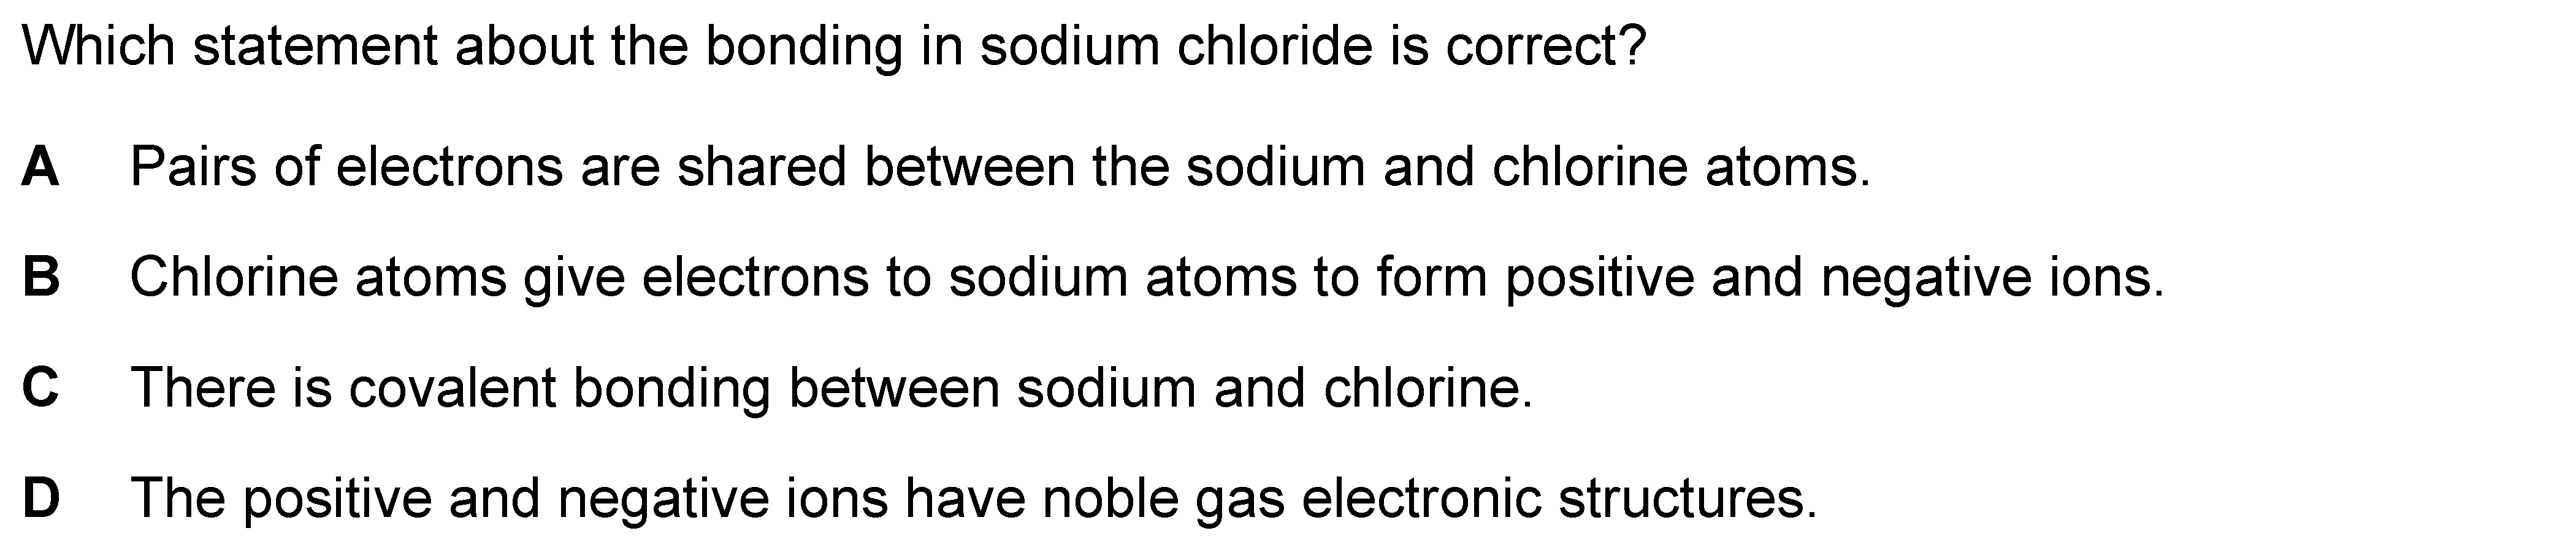 Which statement about the bonding in sodium chloride is correct?
A Pairs of electrons are shared between the sodium and chlorine atoms.
B Chlorine atoms give electrons to sodium atoms to form positive and negative ions.
C There is covalent bonding between sodium and chlorine.
D The positive and negative ions have noble gas electronic structures.